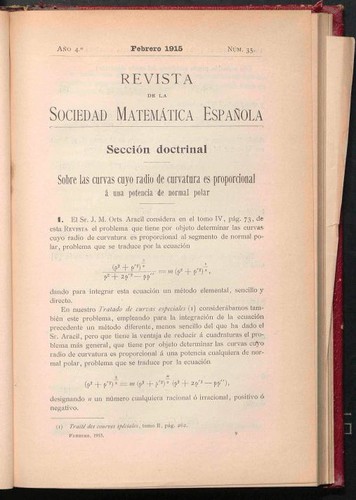 AÑO 4.º Febrero 1915 NÚM. 35.
REVISTA
DE LA
SOCIEDAD MATEMÁTICA ESPAÑOLA
Sección doctrinal
Sobre las curvas cuyo radio de curvatura es proporcional
á una potencia de normal polar
1. El Sr. J. M. Orts Aracil considera en el tomo IV, pág. 73, de
esta REVISTA el problema que tiene por objeto determinar las curvas
cuyo radio de curvatura es proporcional al segmento de normal po-
lar, problema que se traduce por la ecuación
dando para integrar esta ecuación un método elemental, sencillo y
directo.
En nuestro Tratado de curvas especiales (1) considerábamos tam-
bién este problema, empleando para la integración de la ecuación
precedente un método diferente, menos sencillo del que ha dado el
Sr. Aracil, pero que tiene la ventaja de reducir á cuadraturas el pro-
blema más general, que tiene por objeto determinar las curvas cuyo
radio de curvatura es proporcional á una potencia cualquiera de nor-
mal polar, problema que se traduce por la ecuación
designando n un número cualquiera racional ó irracional, positivo ó
negativo.
(1) Traité des courbes spéciales, tomo II, pág.
FEBRERO, 1915.